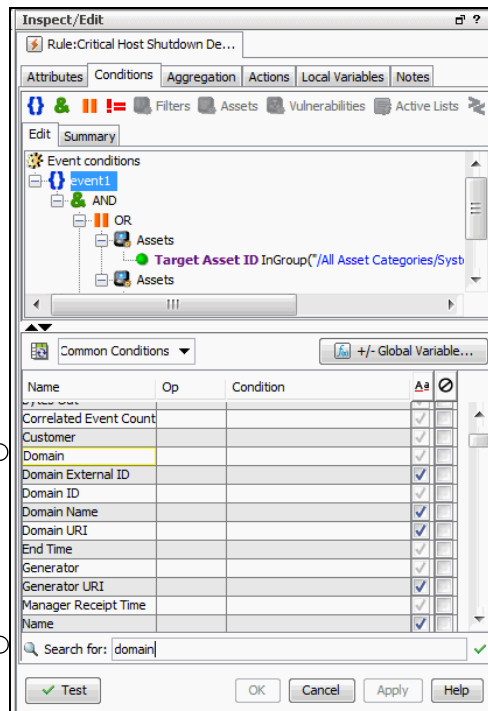 Inspect/Edit
Rule:Critical Host Shutdown De...
Attributes Conditions Aggregation Actions Local Variables Notes
{} & != Filters Assets Vulnerabilities Active Lists
Edit Summary
Event conditions
{} event1
& AND
OR
Assets
Target Asset ID InGroup("/All Asset Categories/Syst
Assets
Common Conditions +/- Global Variable...
Name Op Condition Aa
Correlated Event Count
Customer
Domain
Domain External ID
Domain ID
Domain Name
Domain URI
End Time
Generator
Generator URI
Manager Receipt Time
Name
Search for: domain
Test OK Cancel Apply Help